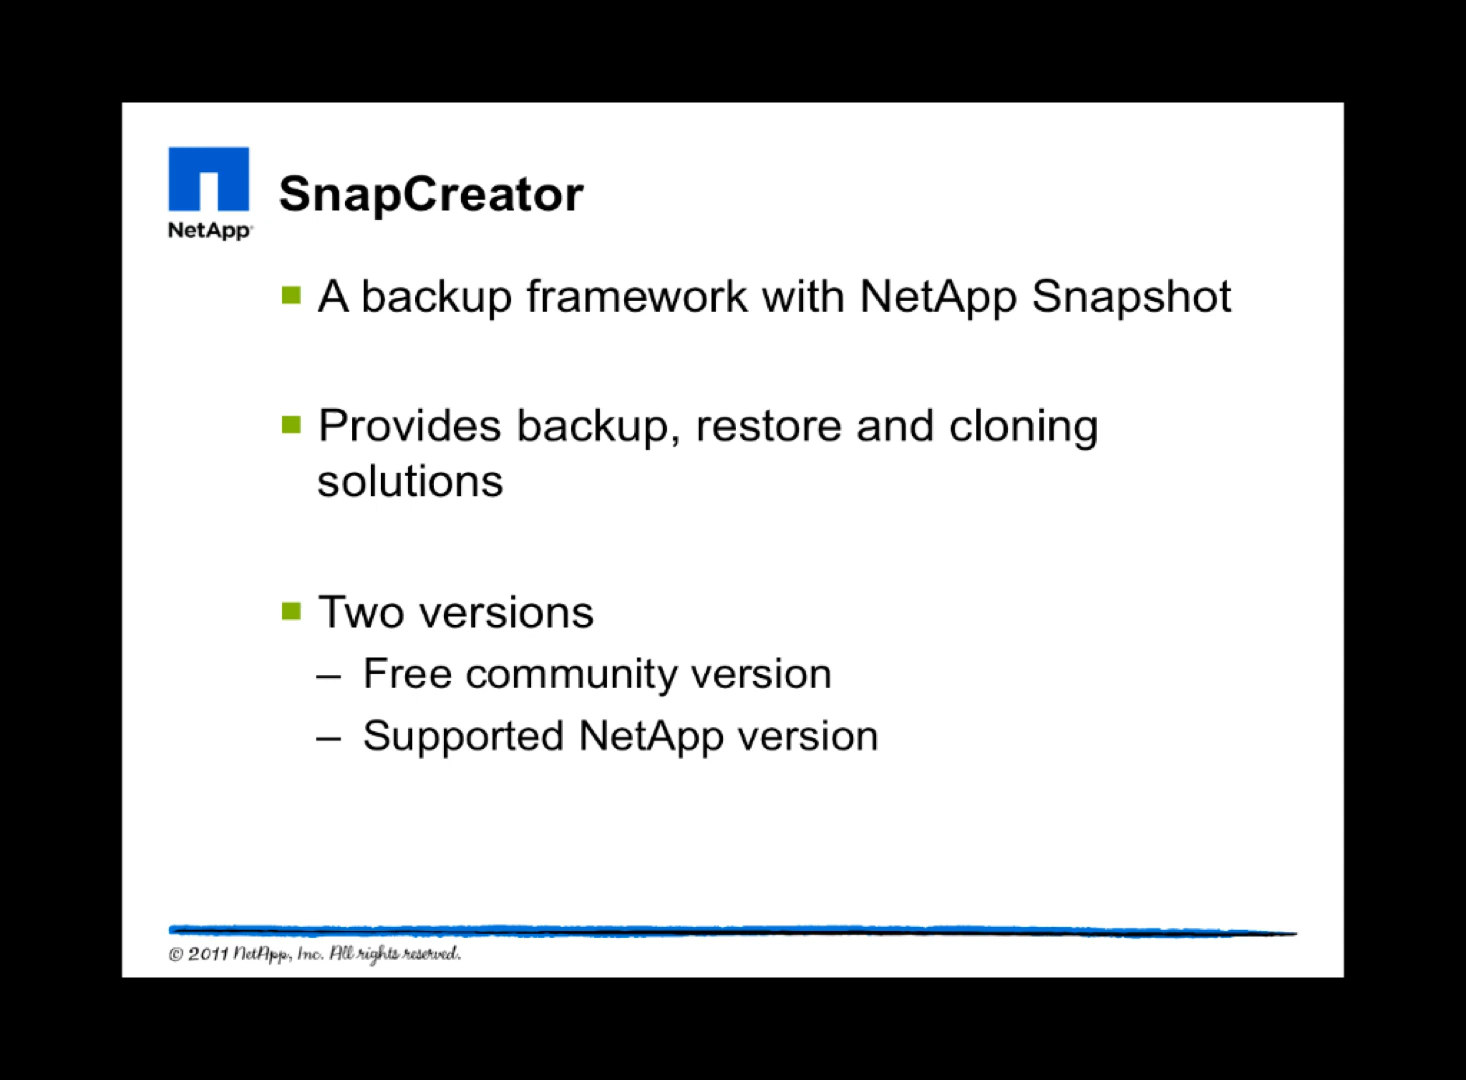 NetApp
SnapCreator
A backup framework with NetApp Snapshot
Provides backup, restore and cloning
solutions
Two versions
– Free community version
– Supported NetApp version
© 2011 NetApp, Inc. All rights reserved.